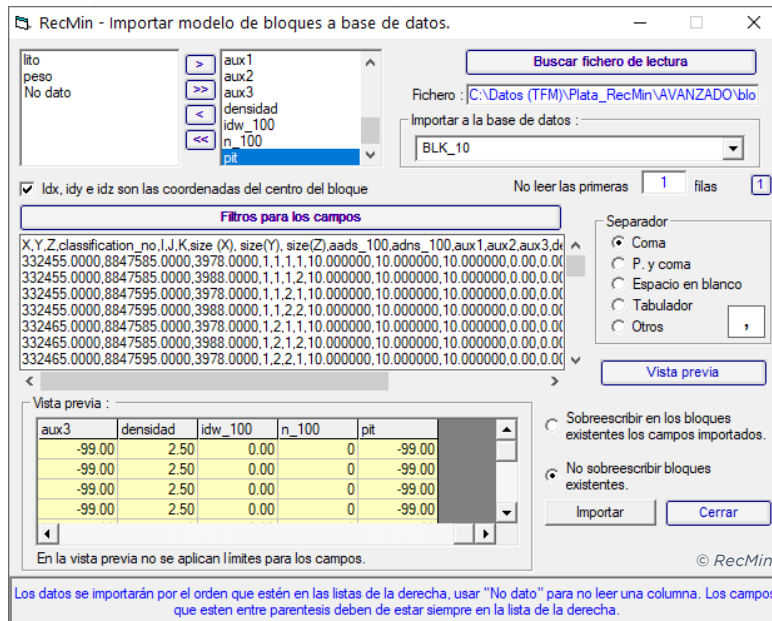 RecMin - Importar modelo de bloques a base de datos.
lito
peso
No dato
>
>>
<
<<
aux1
aux2
aux3
densidad
idw_100
n_100
pit
Buscar fichero de lectura
Fichero : C:\Datos (TFM)\Plata_RecMin\AVANZADO\blo
Importar a la base de datos :
BLK_10
Idx, idy e idz son las coordenadas del centro del bloque
No leer las primeras 1 filas 1
Filtros para los campos
X,Y,Z,classification_no,I,J,K,size (X), size(Y), size(Z),aads_100,adns_100,aux1,aux2,aux3,de
332455.0000,8847585.0000,3978.0000,1,1,1,1,10.000000,10.000000,10.000000,0.00,0.00
332455.0000,8847585.0000,3988.0000,1,1,1,2,10.000000,10.000000,10.000000,0.00,0.00
332455.0000,8847595.0000,3978.0000,1,1,2,1,10.000000,10.000000,10.000000,0.00,0.00
332455.0000,8847595.0000,3988.0000,1,1,2,2,10.000000,10.000000,10.000000,0.00,0.00
332465.0000,8847585.0000,3978.0000,1,2,1,1,10.000000,10.000000,10.000000,0.00,0.00
332465.0000,8847585.0000,3988.0000,1,2,1,2,10.000000,10.000000,10.000000,0.00,0.00
332465.0000,8847595.0000,3978.0000,1,2,2,1,10.000000,10.000000,10.000000,0.00,0.00
Separador
Coma
P. y coma
Espacio en blanco
Tabulador
Otros ,
Vista previa
Vista previa :
aux3 densidad idw_100 n_100 pit
-99.00 2.50 0.00 0 -99.00
-99.00 2.50 0.00 0 -99.00
-99.00 2.50 0.00 0 -99.00
-99.00 2.50 0.00 0 -99.00
En la vista previa no se aplican límites para los campos.
Sobreescribir en los bloques
existentes los campos importados.
No sobreescribir bloques
existentes.
Importar
Cerrar
© RecMin
Los datos se importarán por el orden que estén en las listas de la derecha, usar "No dato" para no leer una columna. Los campos
que esten entre parentesis deben de estar siempre en la lista de la derecha.